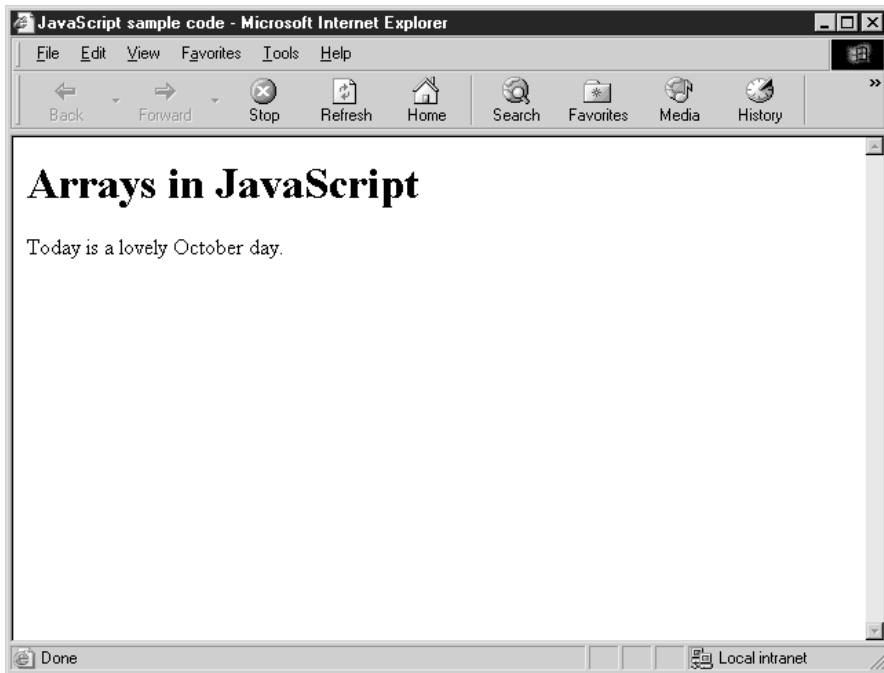 JavaScript sample code - Microsoft Internet Explorer
File Edit View Favorites Tools Help
Back Forward Stop Refresh Home Search Favorites Media History »
Arrays in JavaScript
Today is a lovely October day.
Done Local intranet